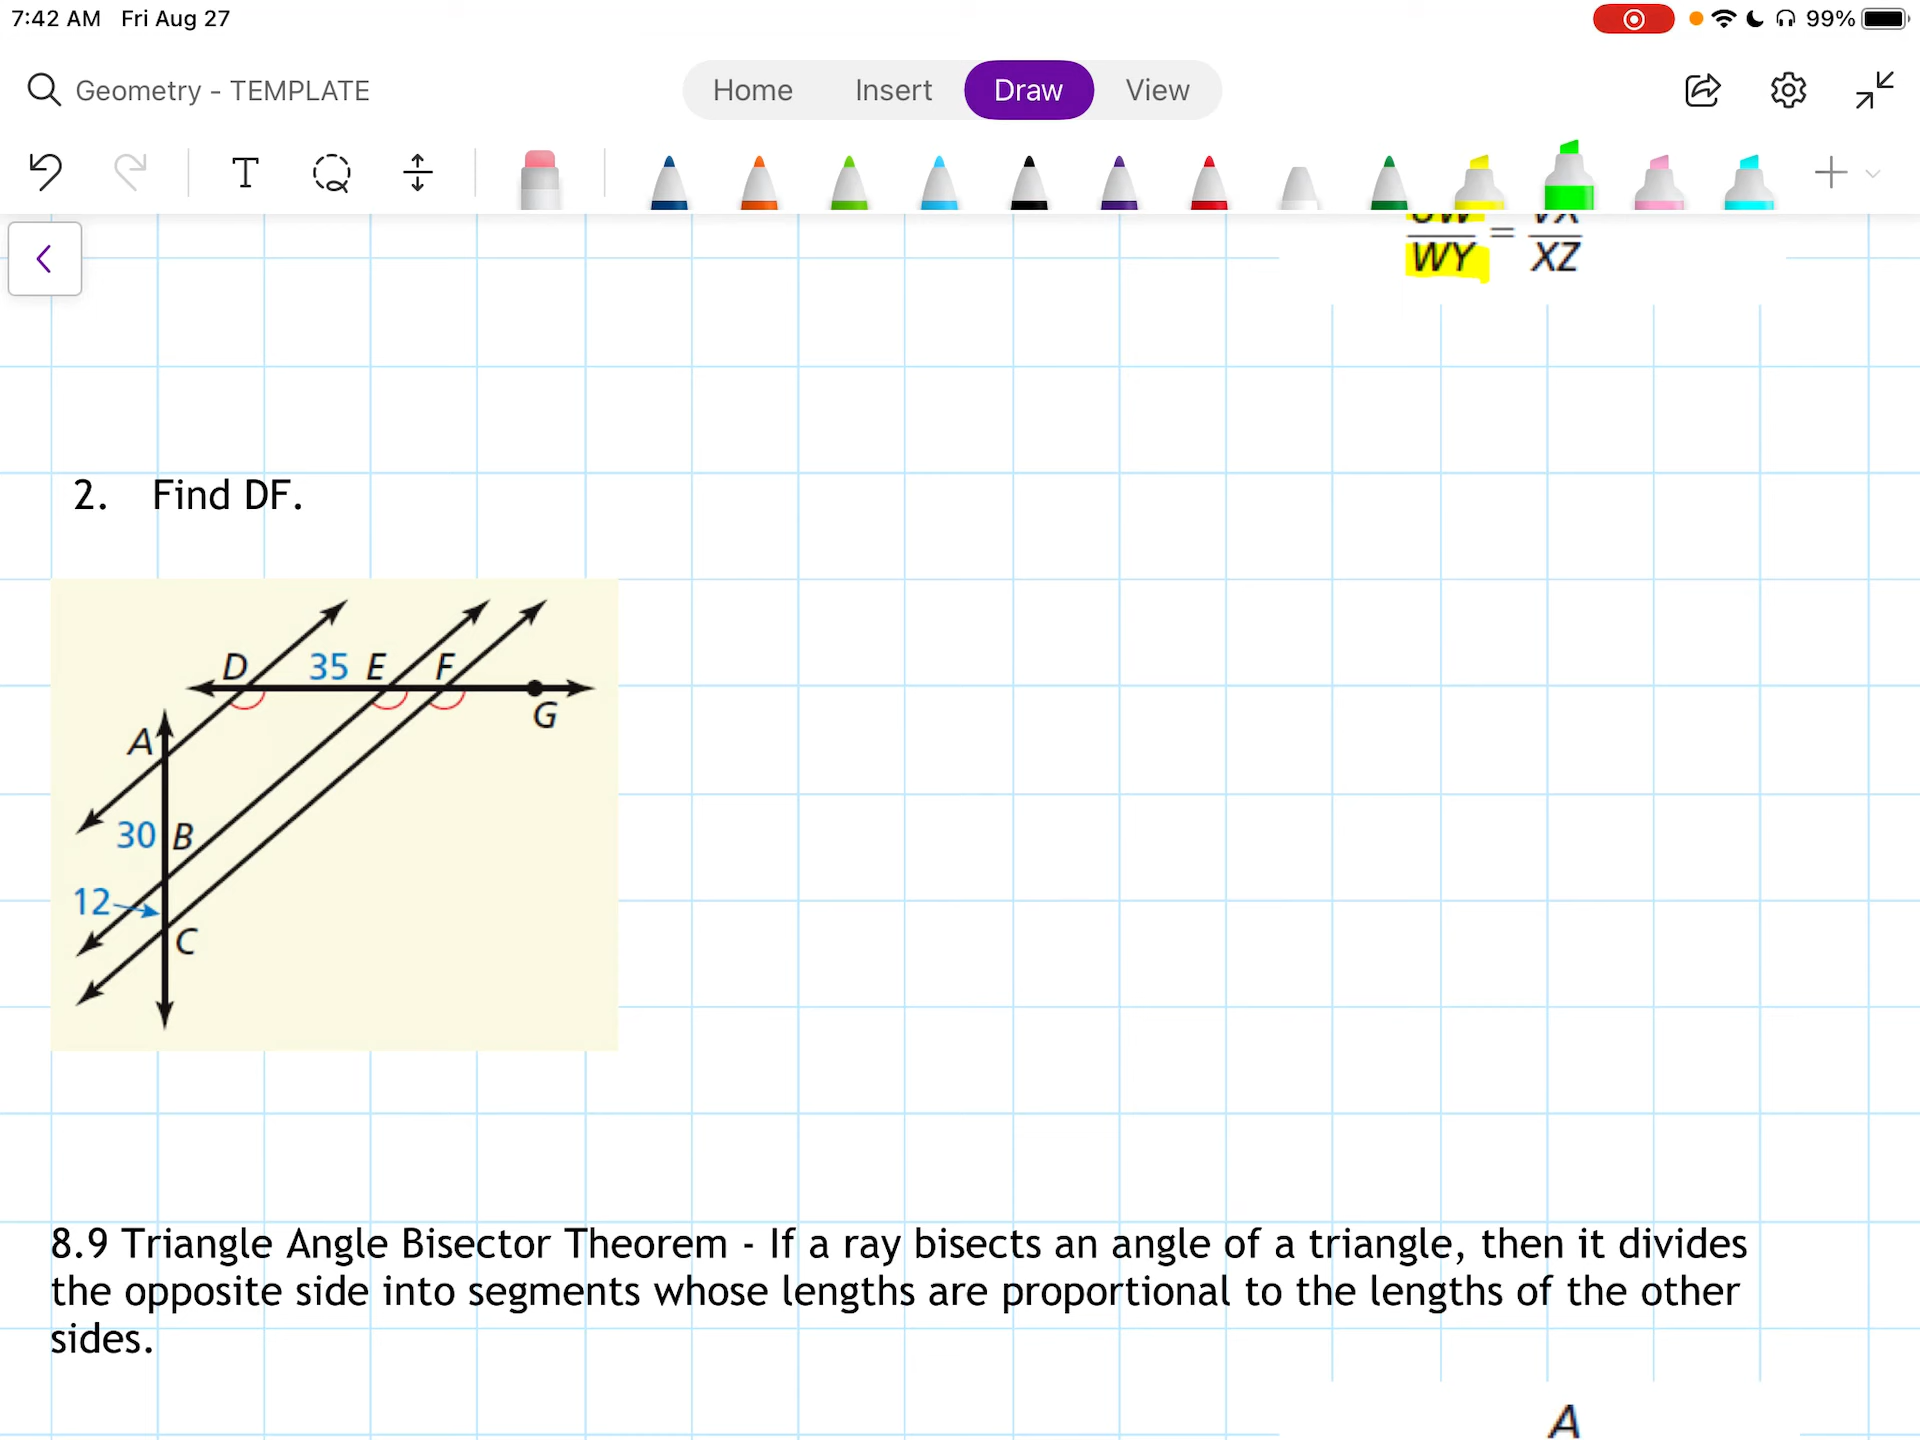 7:42 AM Fri Aug 27
99%
Geometry - TEMPLATE
Home Insert Draw View
T
WY = XZ
2. Find DF.
D 35 E F
G
A
30 B
12
C
8.9 Triangle Angle Bisector Theorem - If a ray bisects an angle of a triangle, then it divides
the opposite side into segments whose lengths are proportional to the lengths of the other
sides.
A